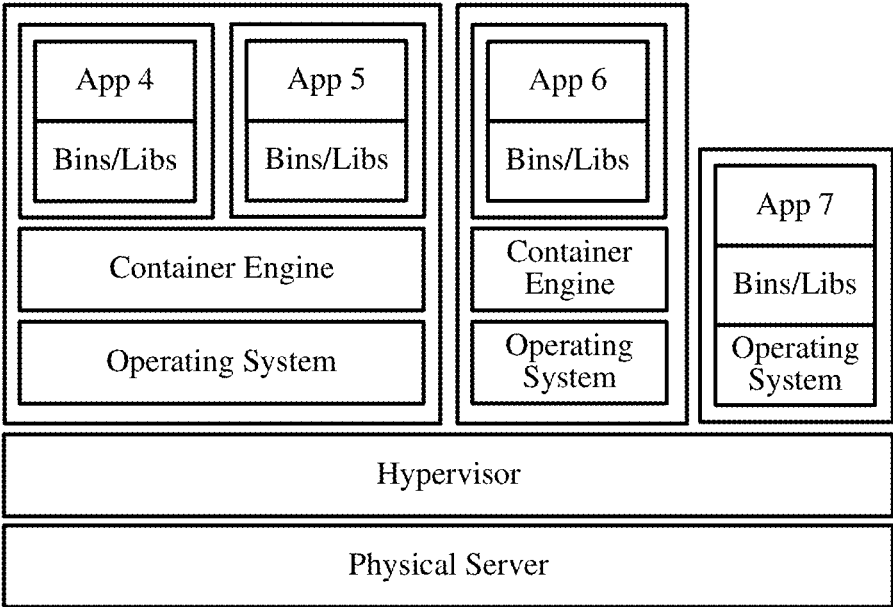 App 4
Bins/Libs
App 5
Bins/Libs
Container Engine
Operating System
App 6
Bins/Libs
Container
Engine
Operating
System
App 7
Bins/Libs
Operating
System
Hypervisor
Physical Server